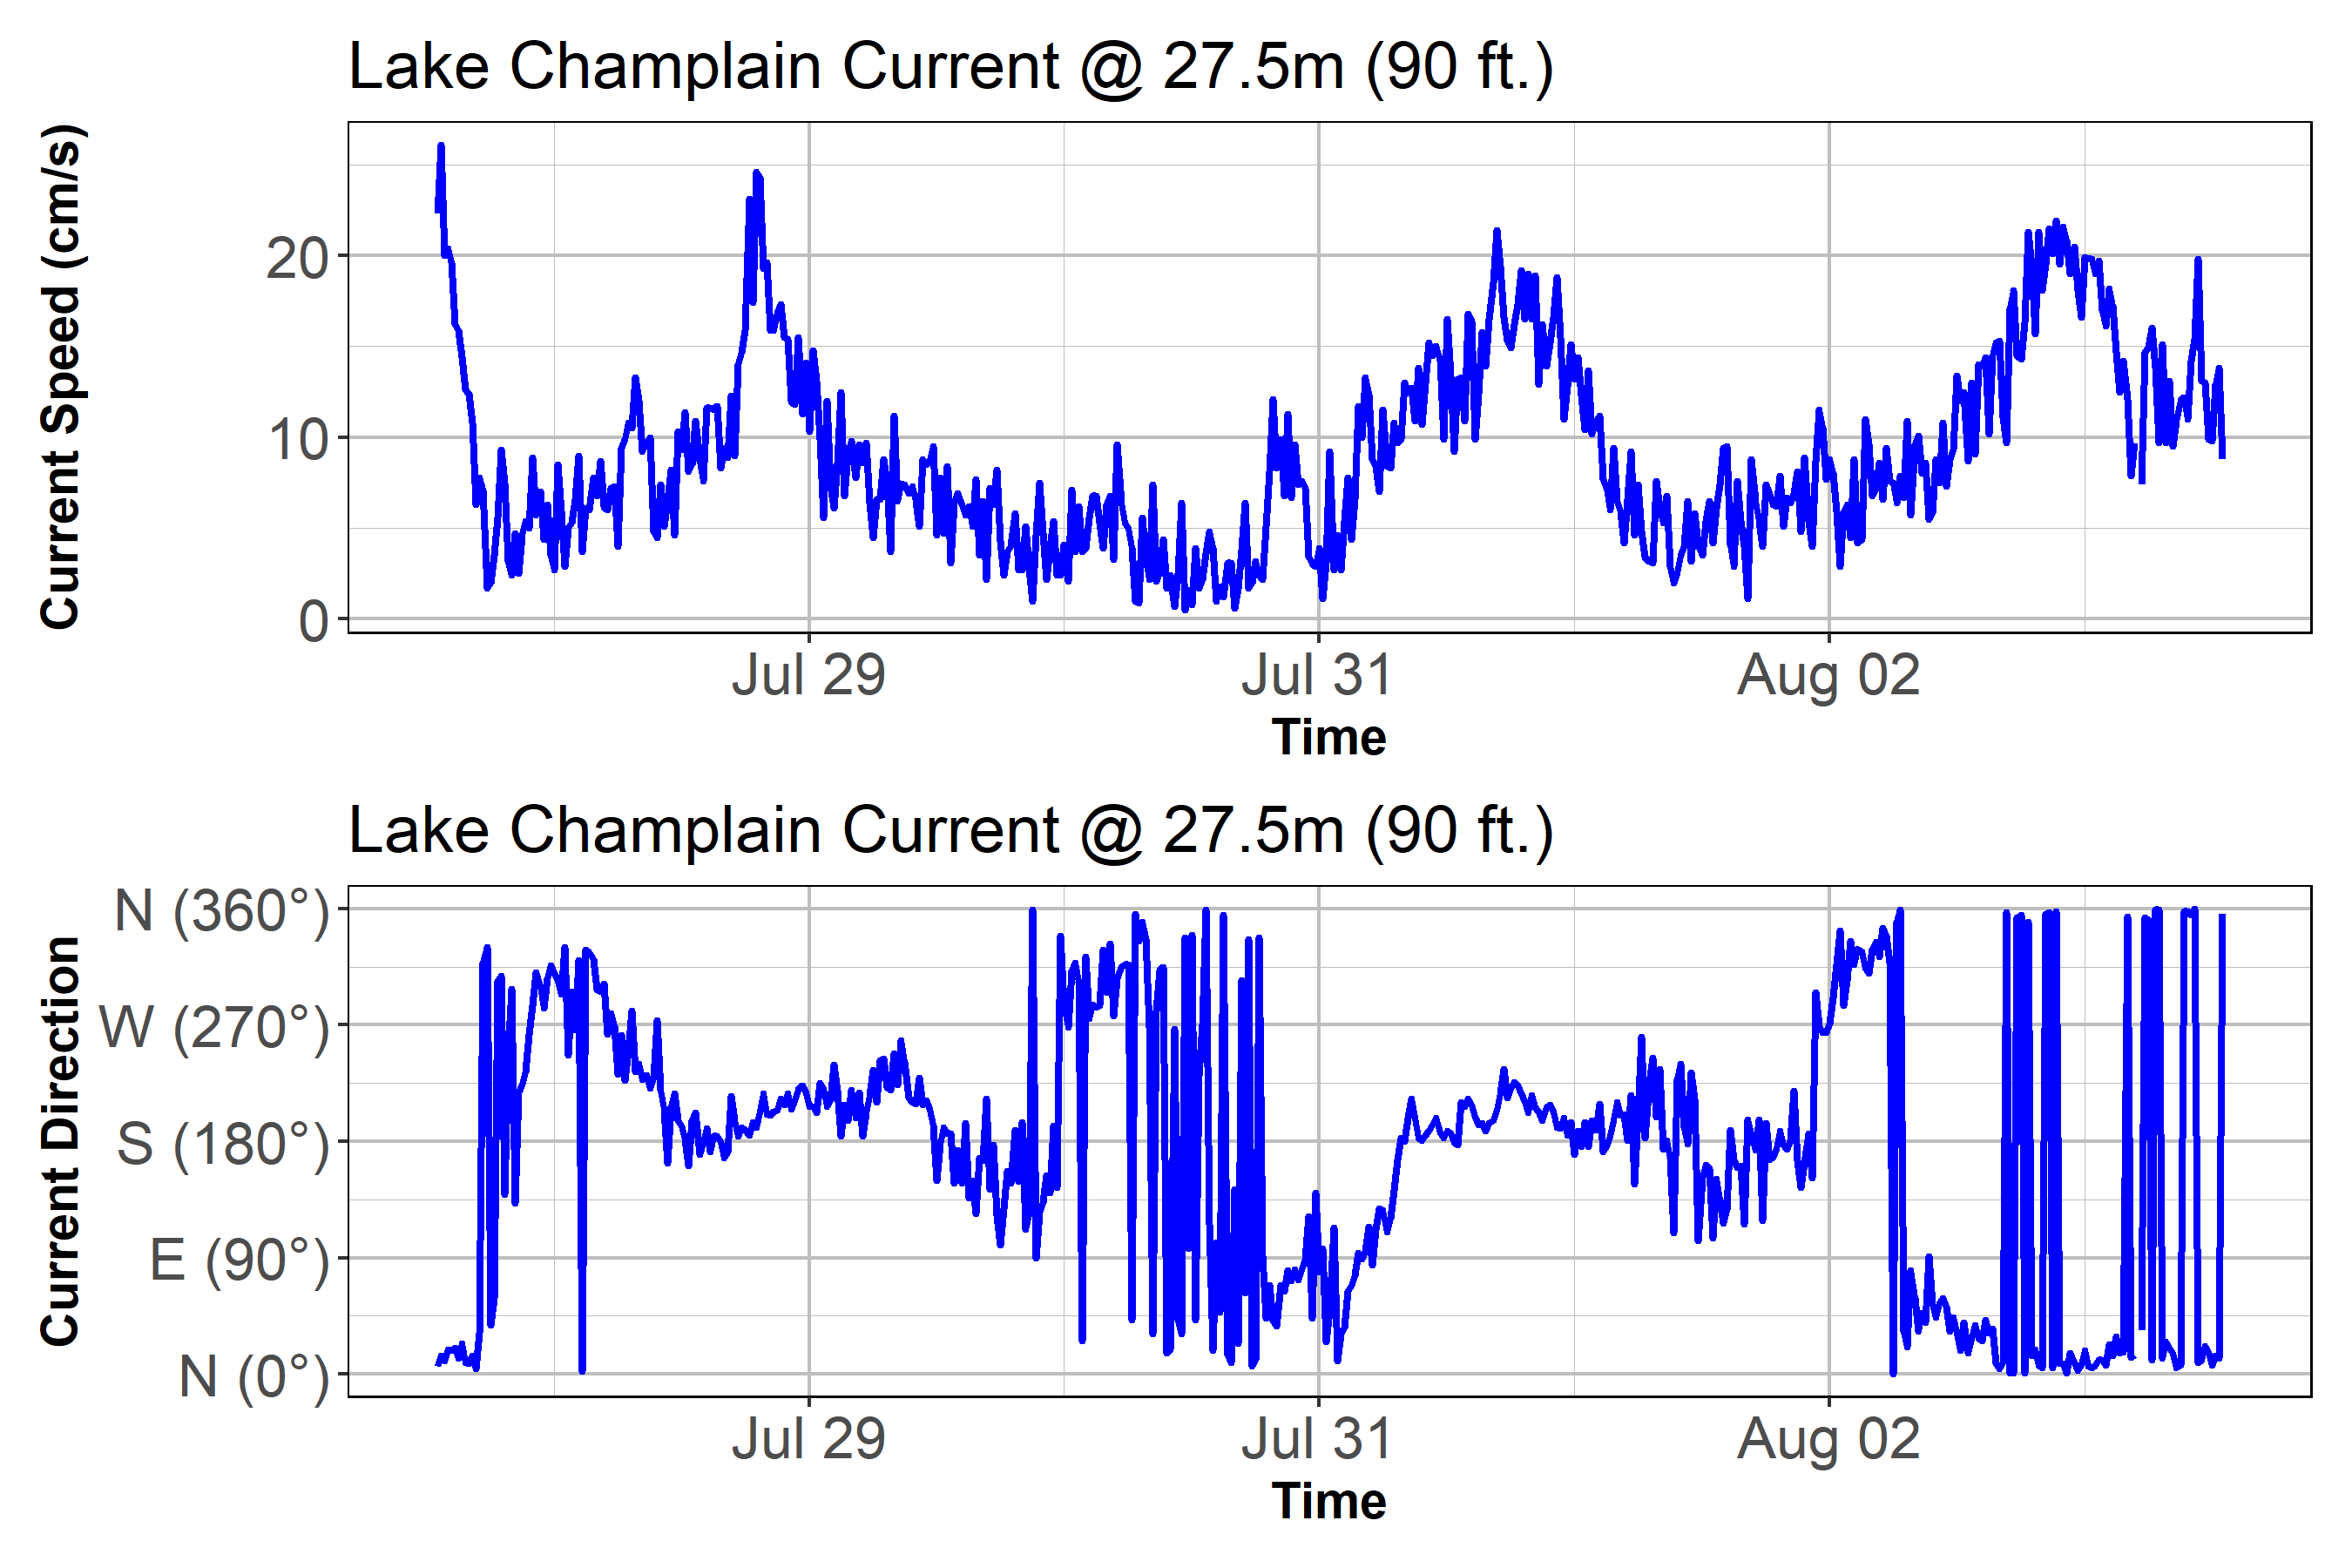 Lake Champlain Current @ 27.5m (90 ft.)
Current Speed (cm/s)
20
10
0
Jul 29 Jul 31 Aug 02
Time
Lake Champlain Current @ 27.5m (90 ft.)
Current Direction
N (360°)
W (270°)
S (180°)
E (90°)
N (0°)
Jul 29 Jul 31 Aug 02
Time